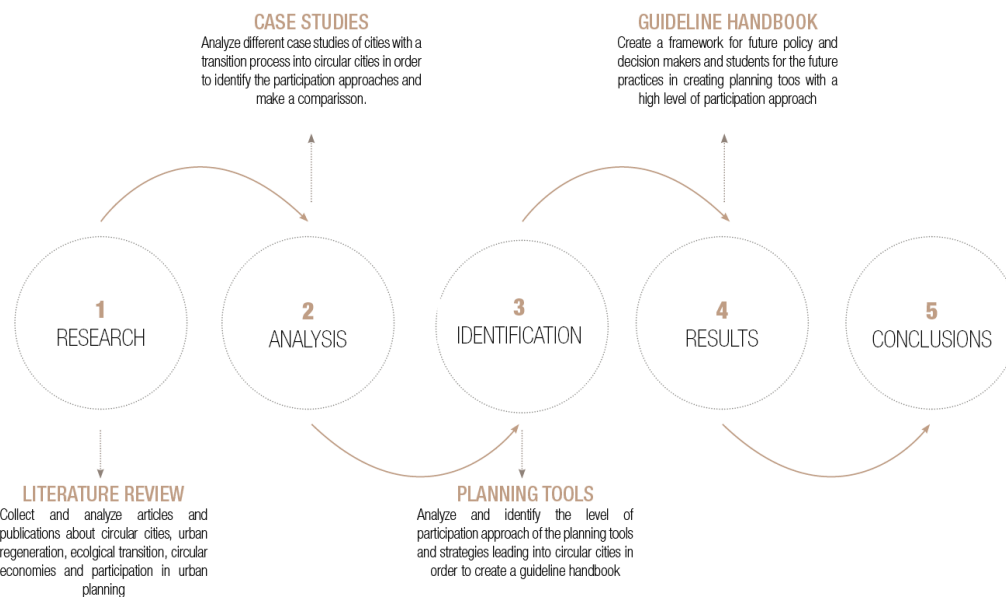 CASE STUDIES
Analyze different case studies of cities with a
transition process into circular cities in order
to identify the participation approaches and
make a comparisson.
GUIDELINE HANDBOOK
Create a framework for future policy and
decision makers and students for the future
practices in creating planning toos with a
high level of participation approach
1
RESEARCH
2
ANALYSIS
3
IDENTIFICATION
4
RESULTS
5
CONCLUSIONS
LITERATURE REVIEW
Collect and analyze articles and
publications about circular cities, urban
regeneration, ecolgical transition, circular
economies and participation in urban
planning
PLANNING TOOLS
Analyze and identify the level of
participation approach of the planning tools
and strategies leading into circular cities in
order to create a guideline handbook